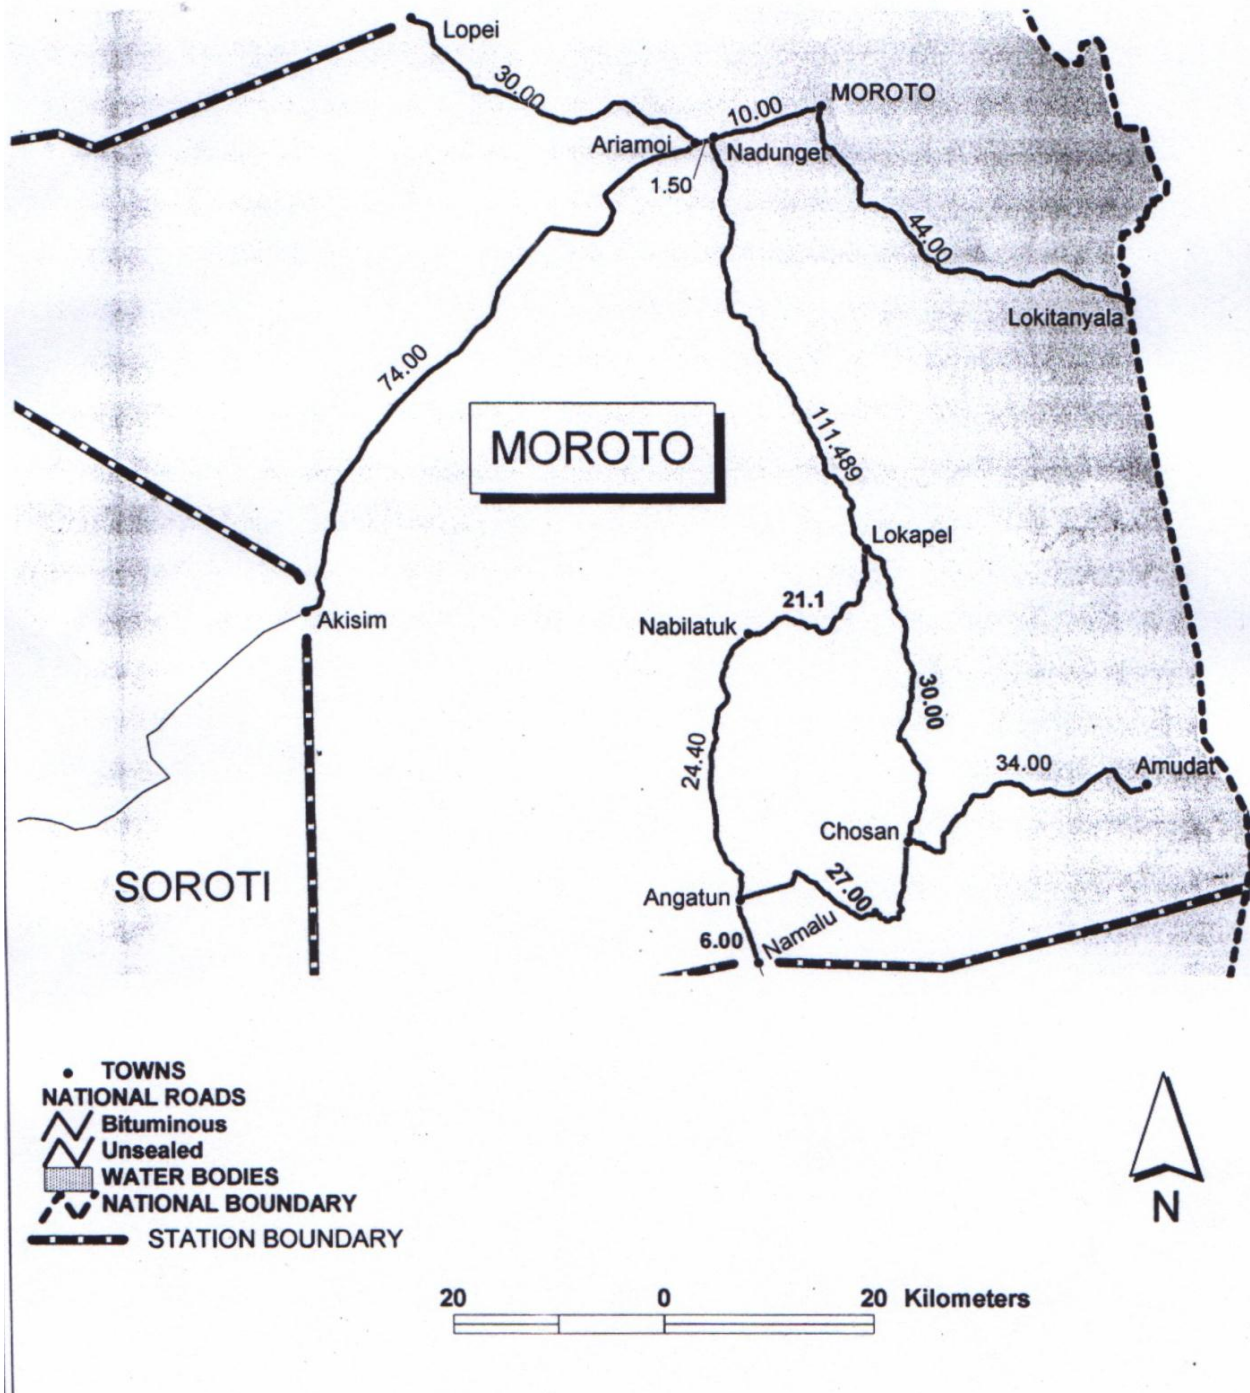 Lopei
30.00
MOROTO
10.00
Ariamoi
Nadunget
1.50
44.00
Lokitanyala
74.00
MOROTO
111.489
Lokapel
21.1
Akisim
Nabilatuk
30.00
24.40
34.00
Amudat
Chosan
SOROTI
27.00
Angatun
Namalu
6.00
TOWNS
NATIONAL ROADS
Bituminous
Unsealed
WATER BODIES
NATIONAL BOUNDARY
STATION BOUNDARY
N
20 0 20 Kilometers